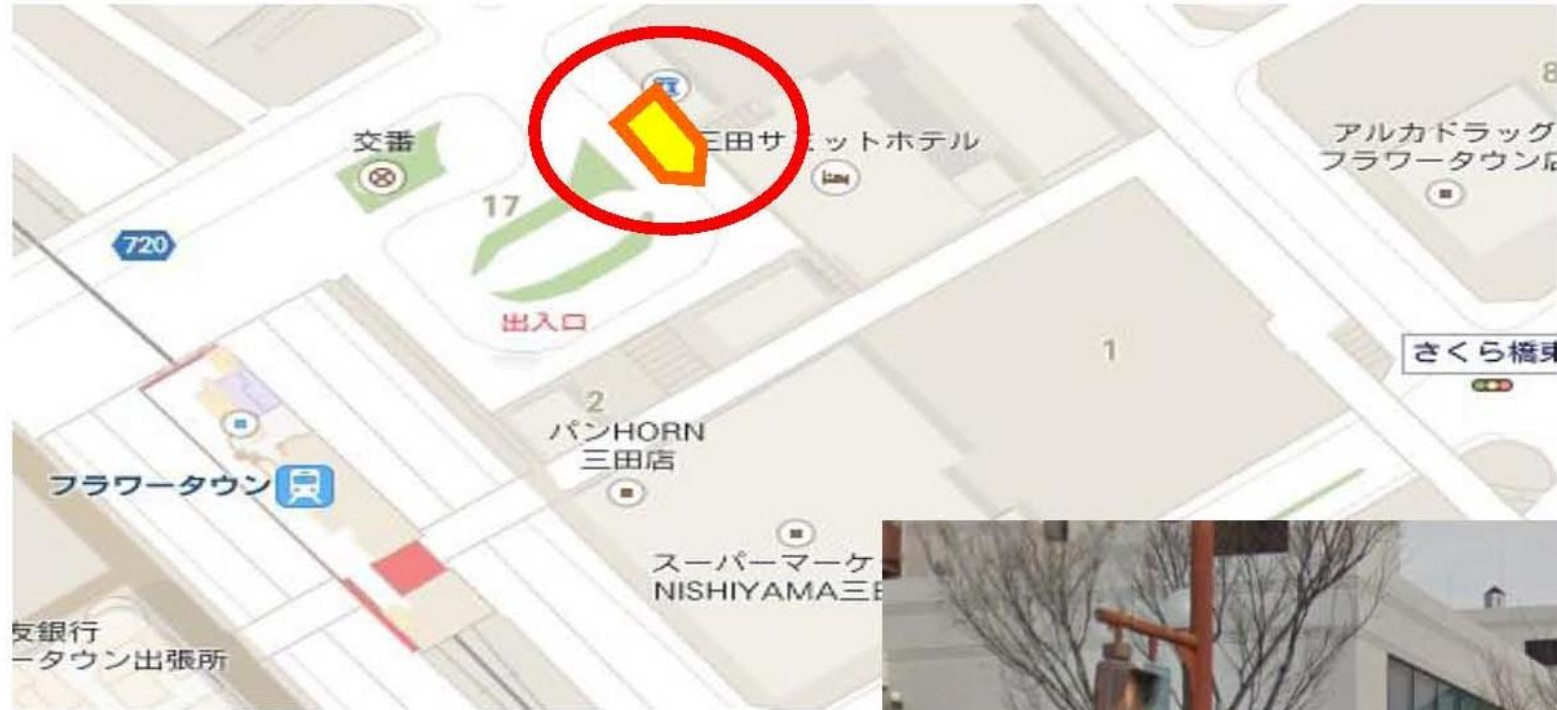 交番
三田サミットホテル
アルカドラッグ
フラワータウン店
8
17
720
出入口
1
さくら橋東
2
パンHORN
三田店
フラワータウン
スーパーマーケ
NISHIYAMA三田
友銀行
ータウン出張所